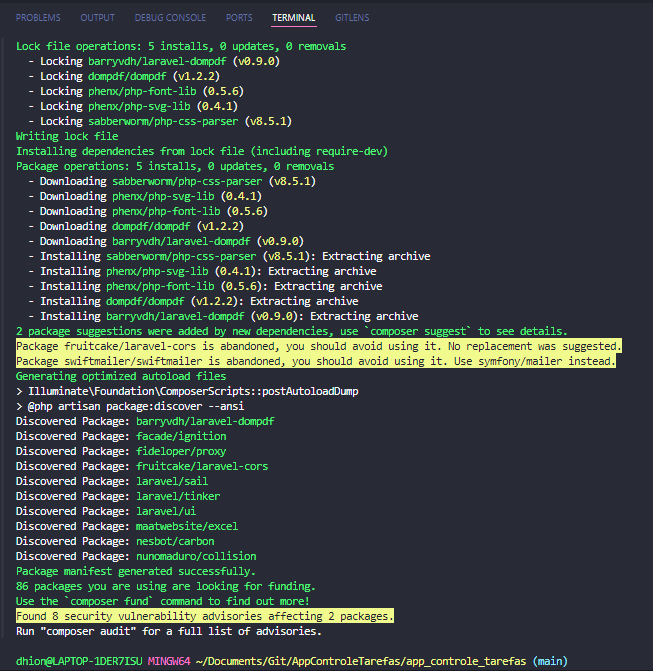 PROBLEMS OUTPUT DEBUG CONSOLE PORTS TERMINAL GITLENS
Lock file operations: 5 installs, 0 updates, 0 removals
- Locking barryvdh/laravel-dompdf (v0.9.0)
- Locking dompdf/dompdf (v1.2.2)
- Locking phenx/php-font-lib (0.5.6)
- Locking phenx/php-svg-lib (0.4.1)
- Locking sabberworm/php-css-parser (v8.5.1)
Writing lock file
Installing dependencies from lock file (including require-dev)
Package operations: 5 installs, 0 updates, 0 removals
- Downloading sabberworm/php-css-parser (v8.5.1)
- Downloading phenx/php-svg-lib (0.4.1)
- Downloading phenx/php-font-lib (0.5.6)
- Downloading dompdf/dompdf (v1.2.2)
- Downloading barryvdh/laravel-dompdf (v0.9.0)
- Installing sabberworm/php-css-parser (v8.5.1): Extracting archive
- Installing phenx/php-svg-lib (0.4.1): Extracting archive
- Installing phenx/php-font-lib (0.5.6): Extracting archive
- Installing dompdf/dompdf (v1.2.2): Extracting archive
- Installing barryvdh/laravel-dompdf (v0.9.0): Extracting archive
2 package suggestions were added by new dependencies, use `composer suggest` to see details.
Package fruitcake/laravel-cors is abandoned, you should avoid using it. No replacement was suggested.
Package swiftmailer/swiftmailer is abandoned, you should avoid using it. Use symfony/mailer instead.
Generating optimized autoload files
> Illuminate\Foundation\ComposerScripts::postAutoloadDump
> @php artisan package:discover --ansi
Discovered Package: barryvdh/laravel-dompdf
Discovered Package: facade/ignition
Discovered Package: fideloper/proxy
Discovered Package: fruitcake/laravel-cors
Discovered Package: laravel/sail
Discovered Package: laravel/tinker
Discovered Package: laravel/ui
Discovered Package: maatwebsite/excel
Discovered Package: nesbot/carbon
Discovered Package: nunomaduro/collision
Package manifest generated successfully.
86 packages you are using are looking for funding.
Use the `composer fund` command to find out more!
Found 8 security vulnerability advisories affecting 2 packages.
Run "composer audit" for a full list of advisories.
dhion@LAPTOP-1DER7ISU MINGW64 ~/Documents/Git/AppControleTarefas/app_controle_tarefas (main)